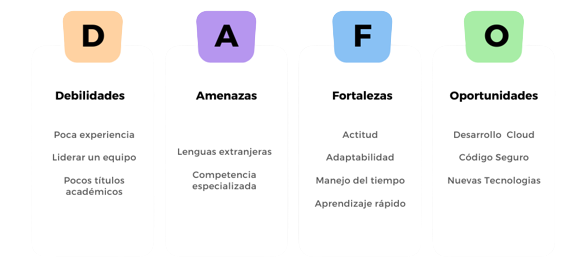 D
A
F
O
Debilidades
Amenazas
Fortalezas
Oportunidades
Poca experiencia
Liderar un equipo
Pocos títulos
académicos
Lenguas extranjeras
Competencia
especializada
Actitud
Adaptabilidad
Manejo del tiempo
Aprendizaje rápido
Desarrollo Cloud
Código Seguro
Nuevas Tecnologias